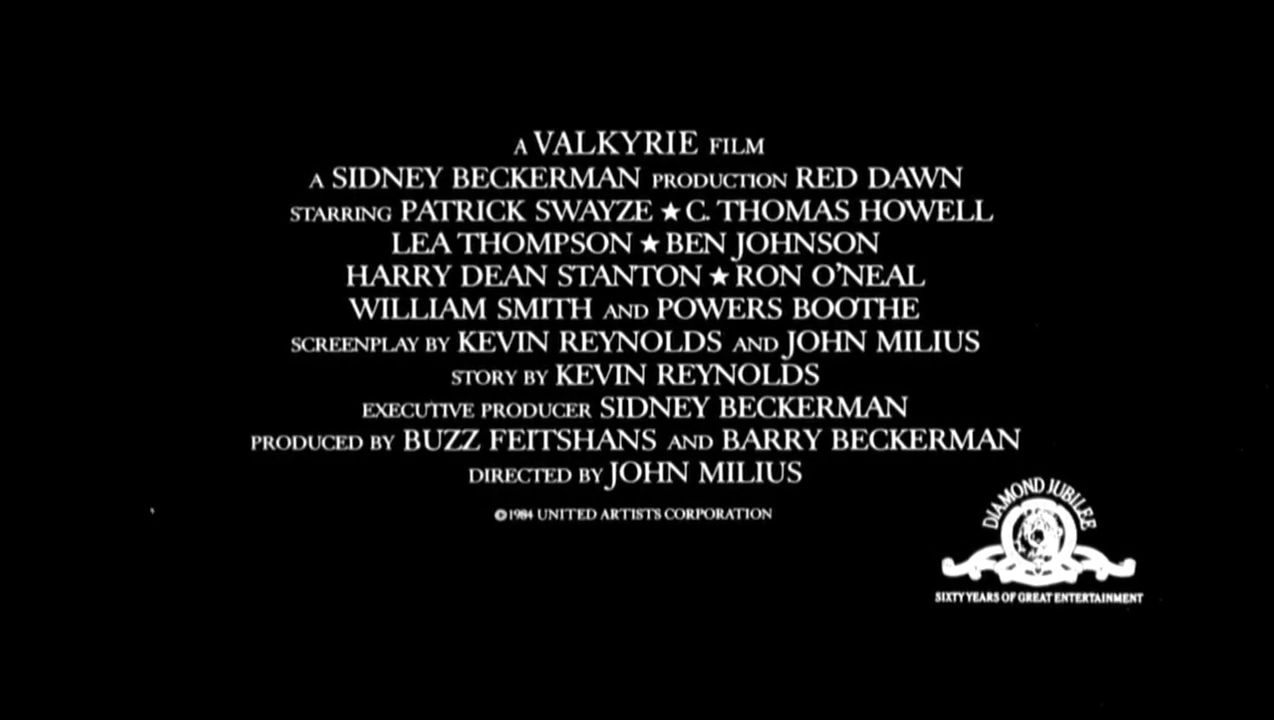 A VALKYRIE FILM
A SIDNEY BECKERMAN PRODUCTION RED DAWN
STARRING PATRICK SWAYZE ★ C. THOMAS HOWELL
LEA THOMPSON ★ BEN JOHNSON
HARRY DEAN STANTON ★ RON O'NEAL
WILLIAM SMITH AND POWERS BOOTHE
SCREENPLAY BY KEVIN REYNOLDS AND JOHN MILIUS
STORY BY KEVIN REYNOLDS
EXECUTIVE PRODUCER SIDNEY BECKERMAN
PRODUCED BY BUZZ FEITSHANS AND BARRY BECKERMAN
DIRECTED BY JOHN MILIUS
©1984 UNITED ARTISTS CORPORATION
DIAMOND JUBILEE
SIXTY YEARS OF GREAT ENTERTAINMENT